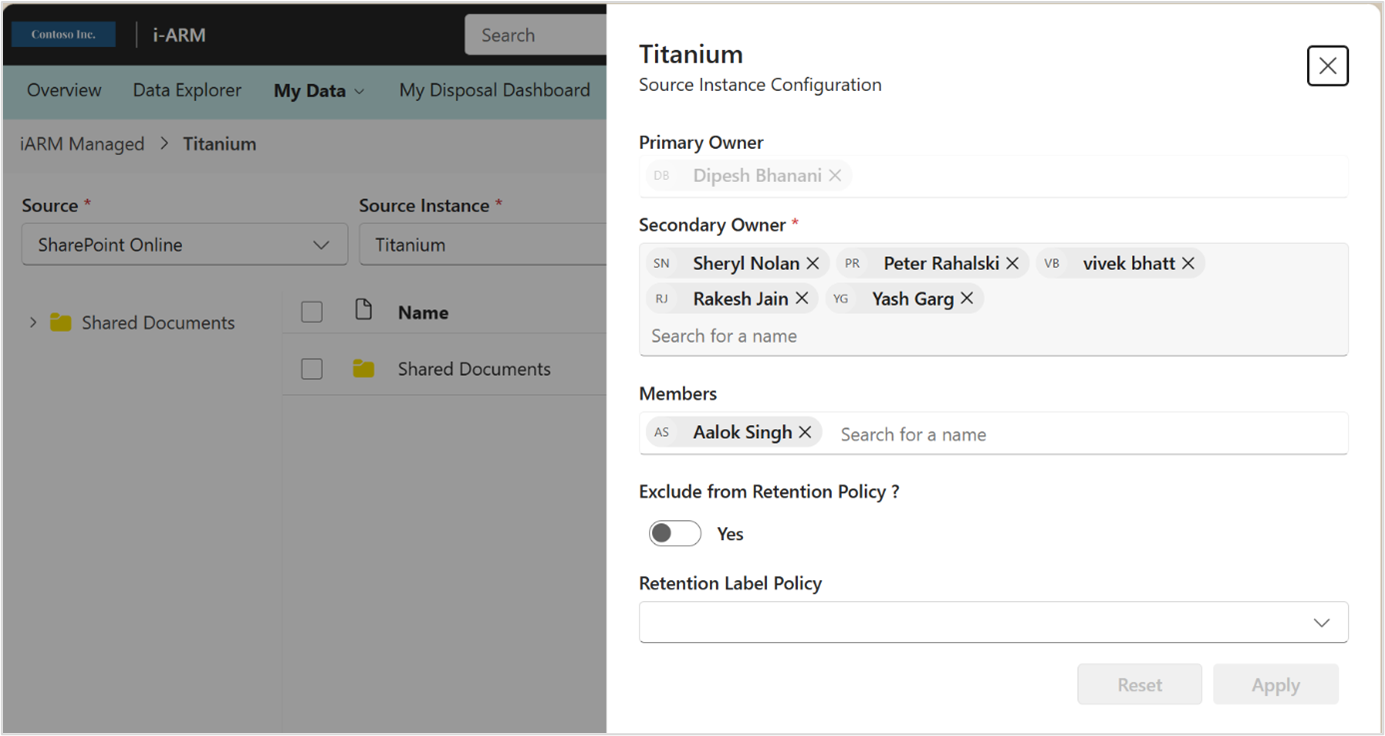 Contoso Inc.
i-ARM
Search
Overview
Data Explorer
My Data
My Disposal Dashboard
iARM Managed > Titanium
Source *
Source Instance *
SharePoint Online
Titanium
Shared Documents
Name
Shared Documents
Titanium
Source Instance Configuration
Primary Owner
DB Dipesh Bhanani
Secondary Owner *
SN Sheryl Nolan PR Peter Rahalski VB vivek bhatt
RJ Rakesh Jain YG Yash Garg
Search for a name
Members
AS Aalok Singh Search for a name
Exclude from Retention Policy ?
Yes
Retention Label Policy
Reset
Apply